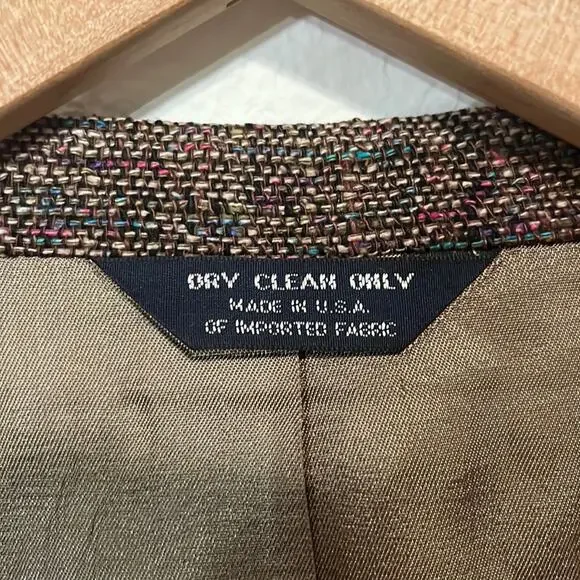 DRY CLEAN ONLY
MADE IN U.S.A.
OF IMPORTED FABRIC